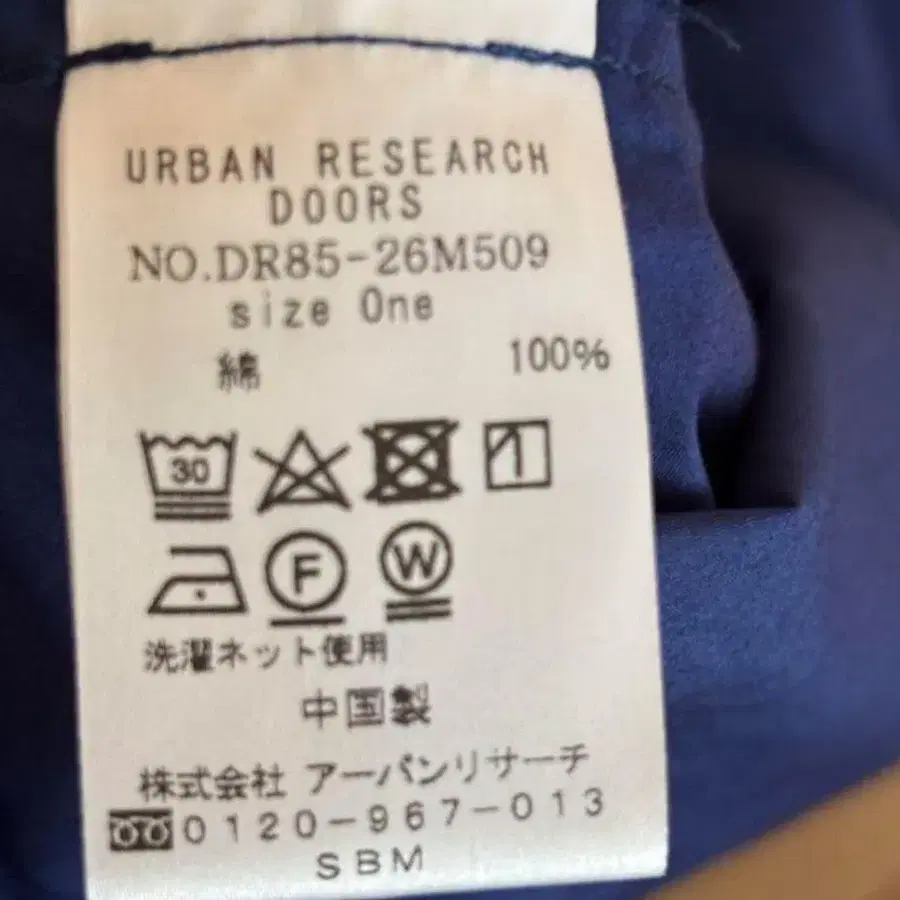 URBAN RESEARCH
DOORS
NO.DR85-26M509
size One
綿 100%
30
F W
洗濯ネット使用
中国製
株式会社 アーバンリサーチ
0120-967-013
SBM